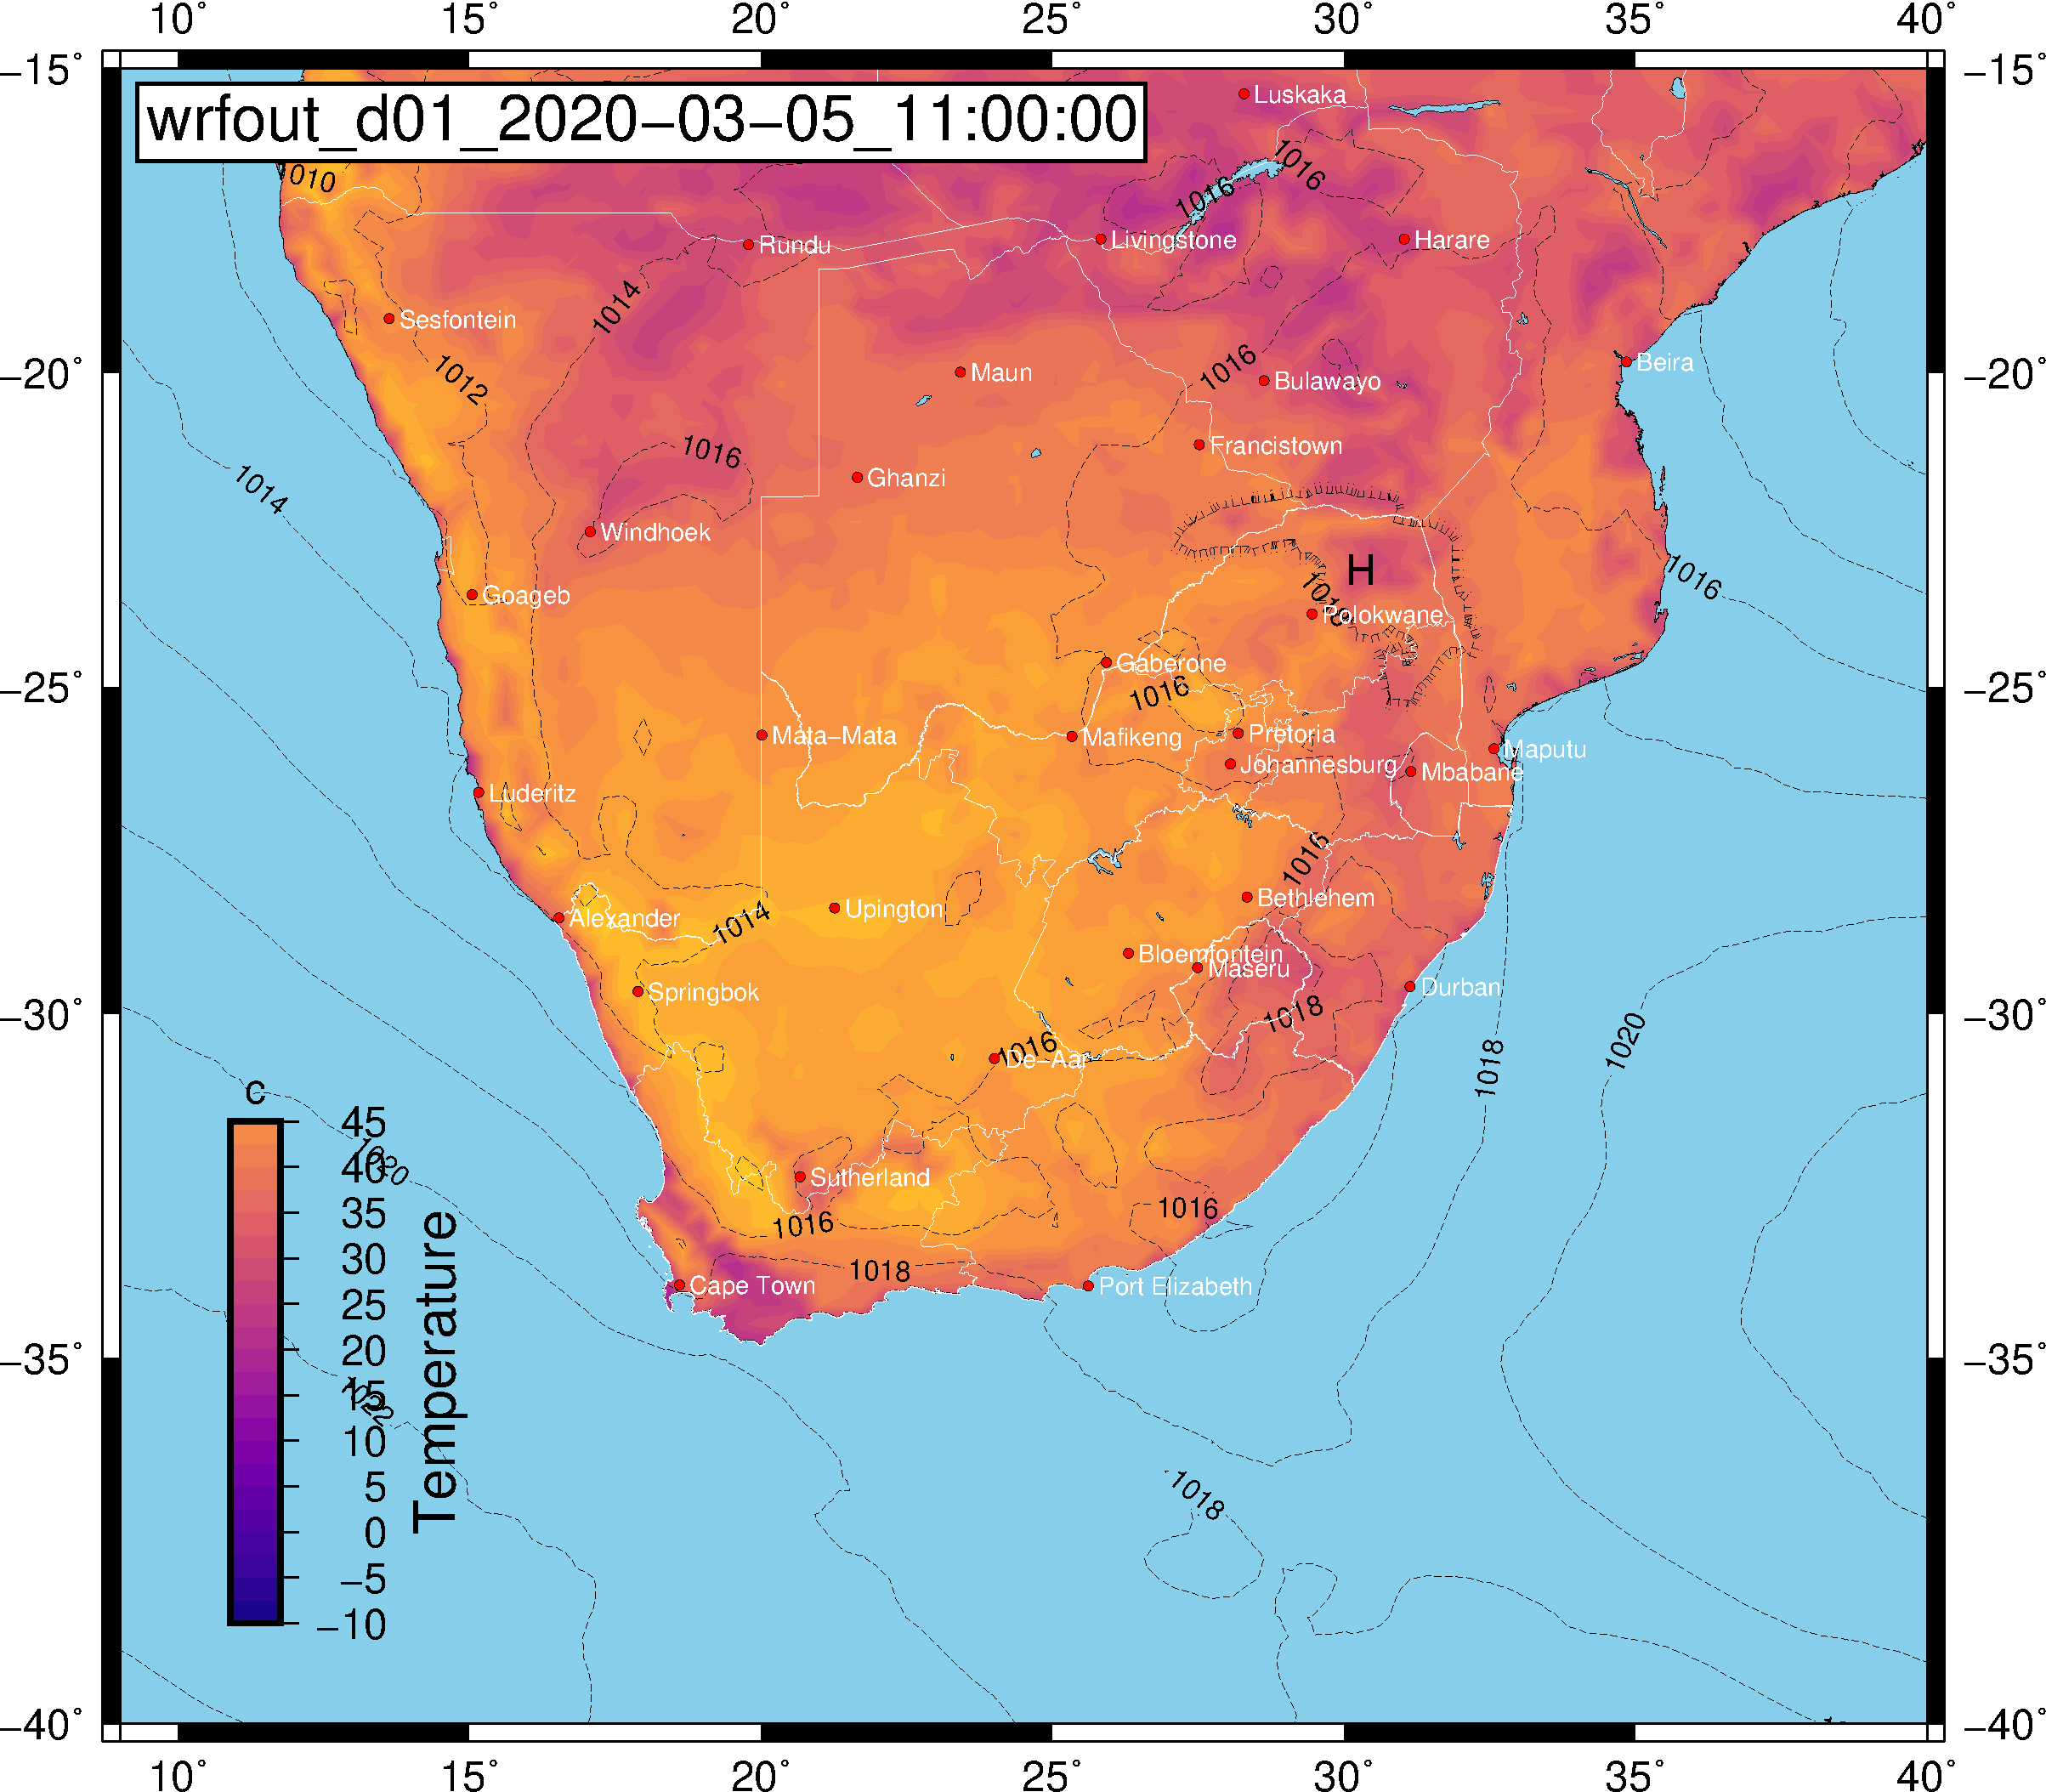 10° 15° 20° 25° 30° 35° 40°
−15° −15°
Luskaka
wrfout_d01_2020−03−05_11:00:00
1016
1010
1016
Rundu Livingstone Harare
1014
Sesfontein
1016
Beira
−20° −20°
Maun
1012
Bulawayo
Francistown
1016
Ghanzi
1014
Windhoek
H
1016
Goageb
1018
Polokwane
Gaberone
−25° −25°
1016
Mata−Mata Mafikeng Pretoria
Maputu
Johannesburg
Mbabane
Luderitz
1016
Bethlehem
Alexander
1014
Upington
Bloemfontein
Maseru
Springbok
Durban
1018
−30° −30°
1020
1016
De−Aar
1018
c
45
40
35
30
25
20
15
10
5
0
−5
−10
Temperature
1020
Sutherland
1016
1016
1018
Cape Town
Port Elizabeth
−35° −35°
1022
1018
−40° −40°
10° 15° 20° 25° 30° 35° 40°